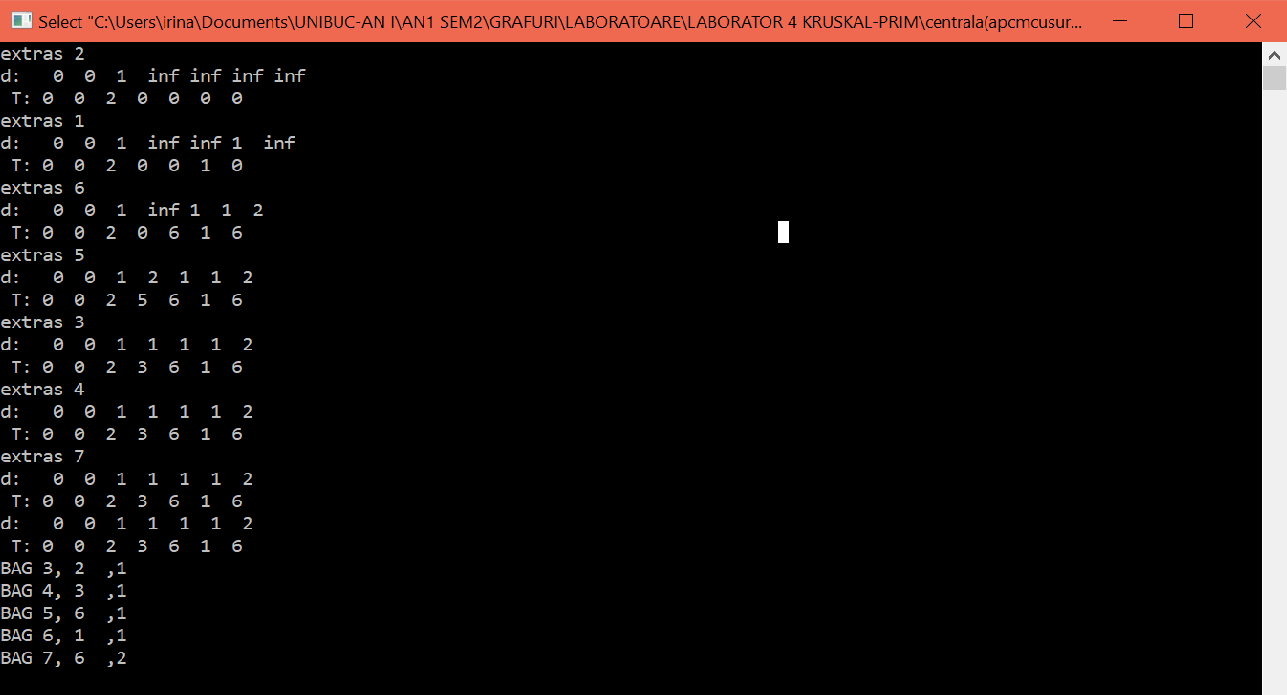 Select "C:\Users\irina\Documents\UNIBUC-AN I\AN1 SEM2\GRAFURI\LABORATOARE\LABORATOR 4 KRUSKAL-PRIM\centrala(apcmcusur...
extras 2
d:   0  0  1  inf inf inf inf
 T: 0  0  2  0  0  0  0
extras 1
d:   0  0  1  inf inf 1  inf
 T: 0  0  2  0  0  1  0
extras 6
d:   0  0  1  inf 1  1  2
 T: 0  0  2  0  6  1  6
extras 5
d:   0  0  1  2  1  1  2
 T: 0  0  2  5  6  1  6
extras 3
d:   0  0  1  1  1  1  2
 T: 0  0  2  3  6  1  6
extras 4
d:   0  0  1  1  1  1  2
 T: 0  0  2  3  6  1  6
extras 7
d:   0  0  1  1  1  1  2
 T: 0  0  2  3  6  1  6
d:   0  0  1  1  1  1  2
 T: 0  0  2  3  6  1  6
BAG 3, 2  ,1
BAG 4, 3  ,1
BAG 5, 6  ,1
BAG 6, 1  ,1
BAG 7, 6  ,2